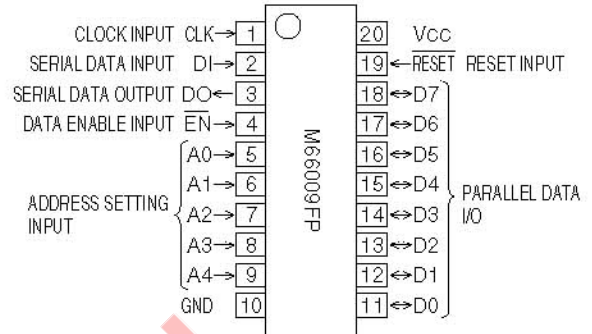 CLOCK INPUT CLK→ 1 20 Vcc
SERIAL DATA INPUT DI→ 2 19 ←RESET RESET INPUT
SERIAL DATA OUTPUT DO← 3 18 ↔D7
DATA ENABLE INPUT EN→ 4 17 ↔D6
A0→ 5 16 ↔D5
A1→ 6 15 ↔D4
ADDRESS SETTING INPUT
A2→ 7 14 ↔D3
PARALLEL DATA I/O
A3→ 8 13 ↔D2
A4→ 9 12 ↔D1
GND 10 11 ↔D0
M66009FP